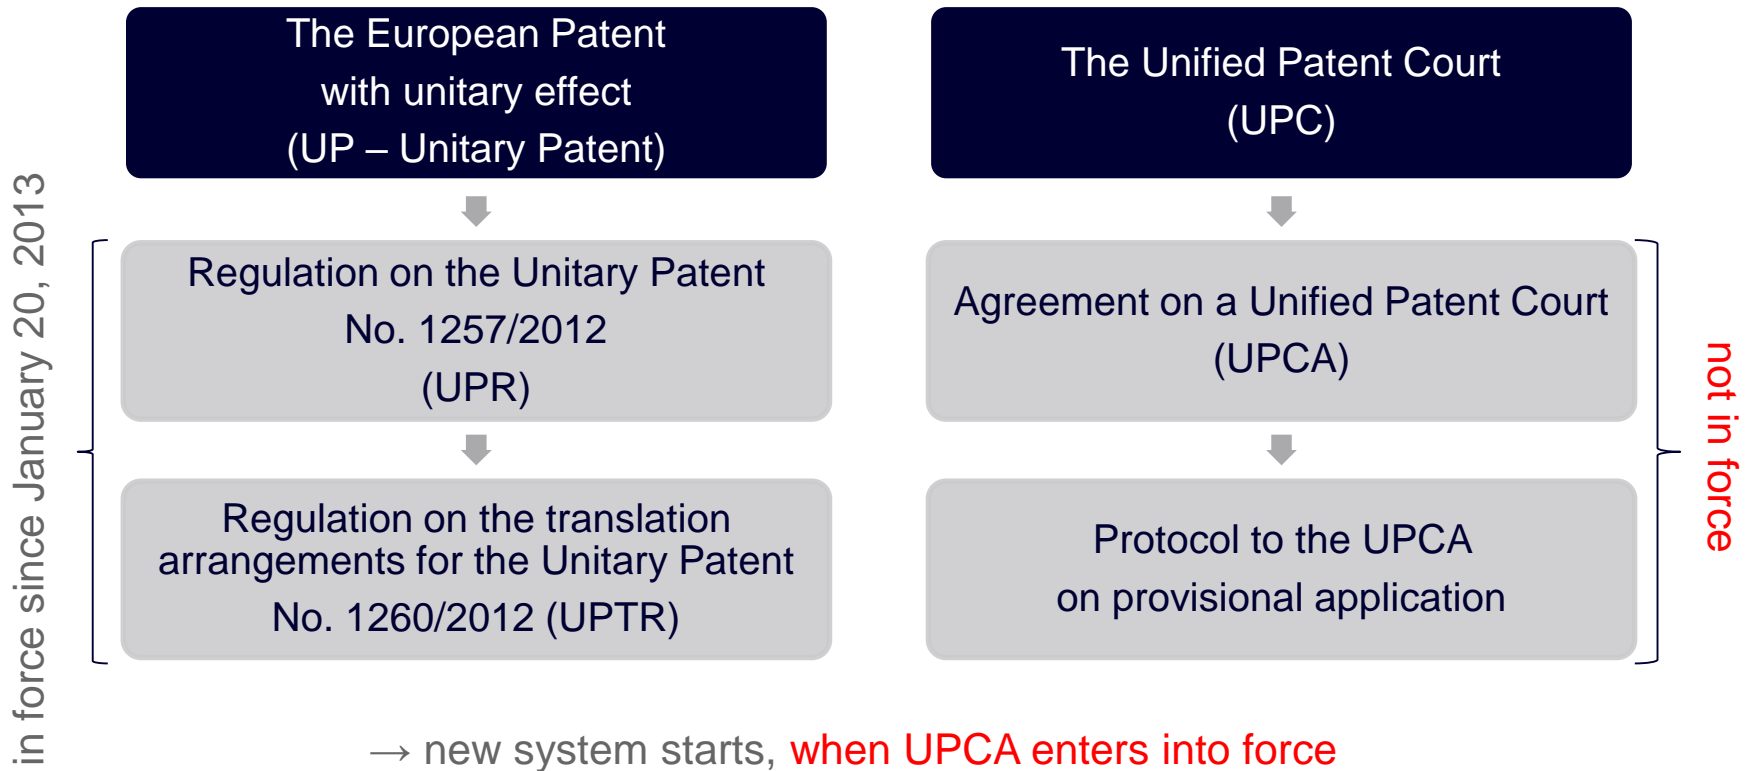 The European Patent
with unitary effect
(UP – Unitary Patent)
The Unified Patent Court
(UPC)
in force since January 20, 2013
Regulation on the Unitary Patent
No. 1257/2012
(UPR)
Agreement on a Unified Patent Court
(UPCA)
not in force
Regulation on the translation
arrangements for the Unitary Patent
No. 1260/2012 (UPTR)
Protocol to the UPCA
on provisional application
→ new system starts, when UPCA enters into force